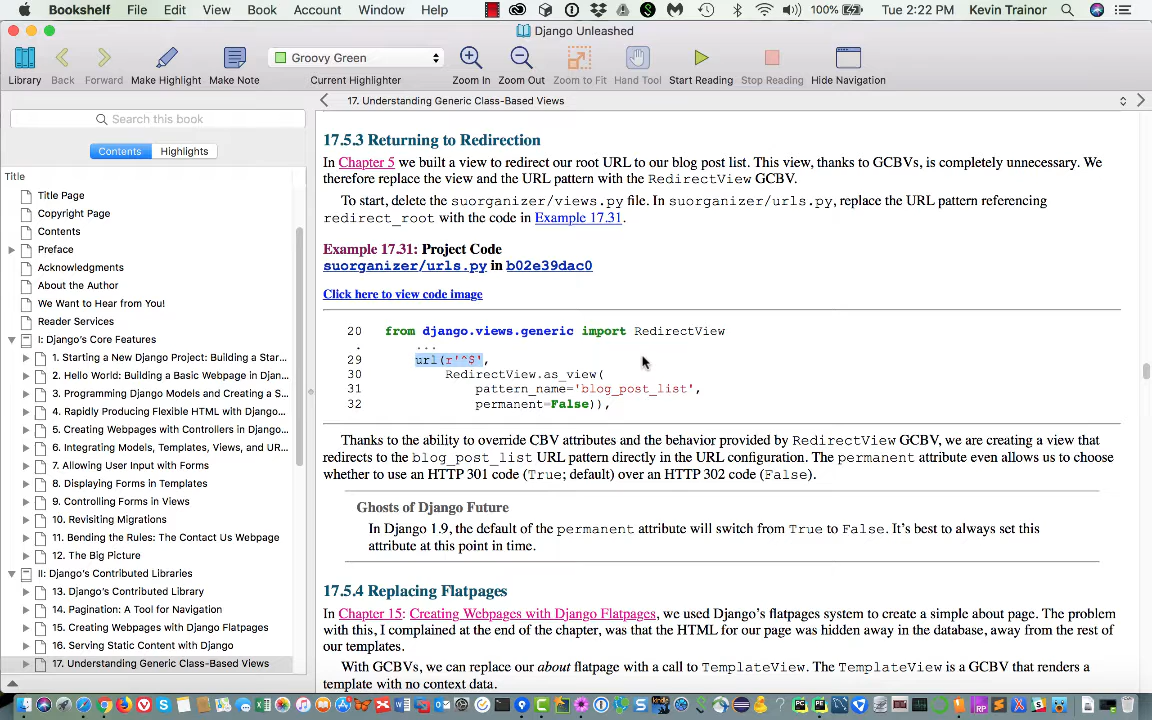 Bookshelf File Edit View Book Account Window Help 100% Tue 2:22 PM Kevin Trainor
Django Unleashed
Library Back Forward Make Highlight Make Note Groovy Green Current Highlighter Zoom In Zoom Out Zoom to Fit Hand Tool Start Reading Stop Reading Hide Navigation
17. Understanding Generic Class-Based Views
Search this book
Contents Highlights
Title
Title Page
Copyright Page
Contents
Preface
Acknowledgments
About the Author
We Want to Hear from You!
Reader Services
I: Django's Core Features
1. Starting a New Django Project: Building a Star...
2. Hello World: Building a Basic Webpage in Djan...
3. Programming Django Models and Creating a S...
4. Rapidly Producing Flexible HTML with Django...
5. Creating Webpages with Controllers in Django...
6. Integrating Models, Templates, Views, and UR...
7. Allowing User Input with Forms
8. Displaying Forms in Templates
9. Controlling Forms in Views
10. Revisiting Migrations
11. Bending the Rules: The Contact Us Webpage
12. The Big Picture
II: Django's Contributed Libraries
13. Django's Contributed Library
14. Pagination: A Tool for Navigation
15. Creating Webpages with Django Flatpages
16. Serving Static Content with Django
17. Understanding Generic Class-Based Views
17.5.3 Returning to Redirection
In Chapter 5 we built a view to redirect our root URL to our blog post list. This view, thanks to GCBVs, is completely unnecessary. We
therefore replace the view and the URL pattern with the RedirectView GCBV.
To start, delete the suorganizer/views.py file. In suorganizer/urls.py, replace the URL pattern referencing
redirect_root with the code in Example 17.31.
Example 17.31: Project Code
suorganizer/urls.py in b02e39dac0
Click here to view code image
20 from django.views.generic import RedirectView
. ...
29 url(r'^$',
30 RedirectView.as_view(
31 pattern_name='blog_post_list',
32 permanent=False)),
Thanks to the ability to override CBV attributes and the behavior provided by RedirectView GCBV, we are creating a view that
redirects to the blog_post_list URL pattern directly in the URL configuration. The permanent attribute even allows us to choose
whether to use an HTTP 301 code (True; default) over an HTTP 302 code (False).
Ghosts of Django Future
In Django 1.9, the default of the permanent attribute will switch from True to False. It's best to always set this
attribute at this point in time.
17.5.4 Replacing Flatpages
In Chapter 15: Creating Webpages with Django Flatpages, we used Django's flatpages system to create a simple about page. The problem
with this, I complained at the end of the chapter, was that the HTML for our page was hidden away in the database, away from the rest of
our templates.
With GCBVs, we can replace our about flatpage with a call to TemplateView. The TemplateView is a GCBV that renders a
template with no context data.